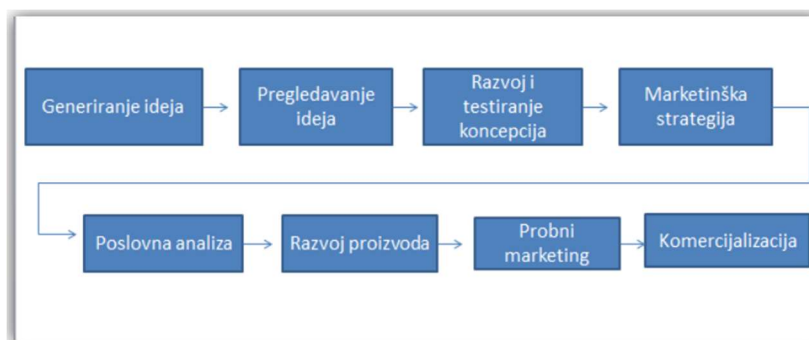 Generiranje ideja
Pregledavanje
ideja
Razvoj i
testiranje
koncepcija
Marketinška
strategija
Poslovna analiza
Razvoj proizvoda
Probni
marketing
Komercijalizacija